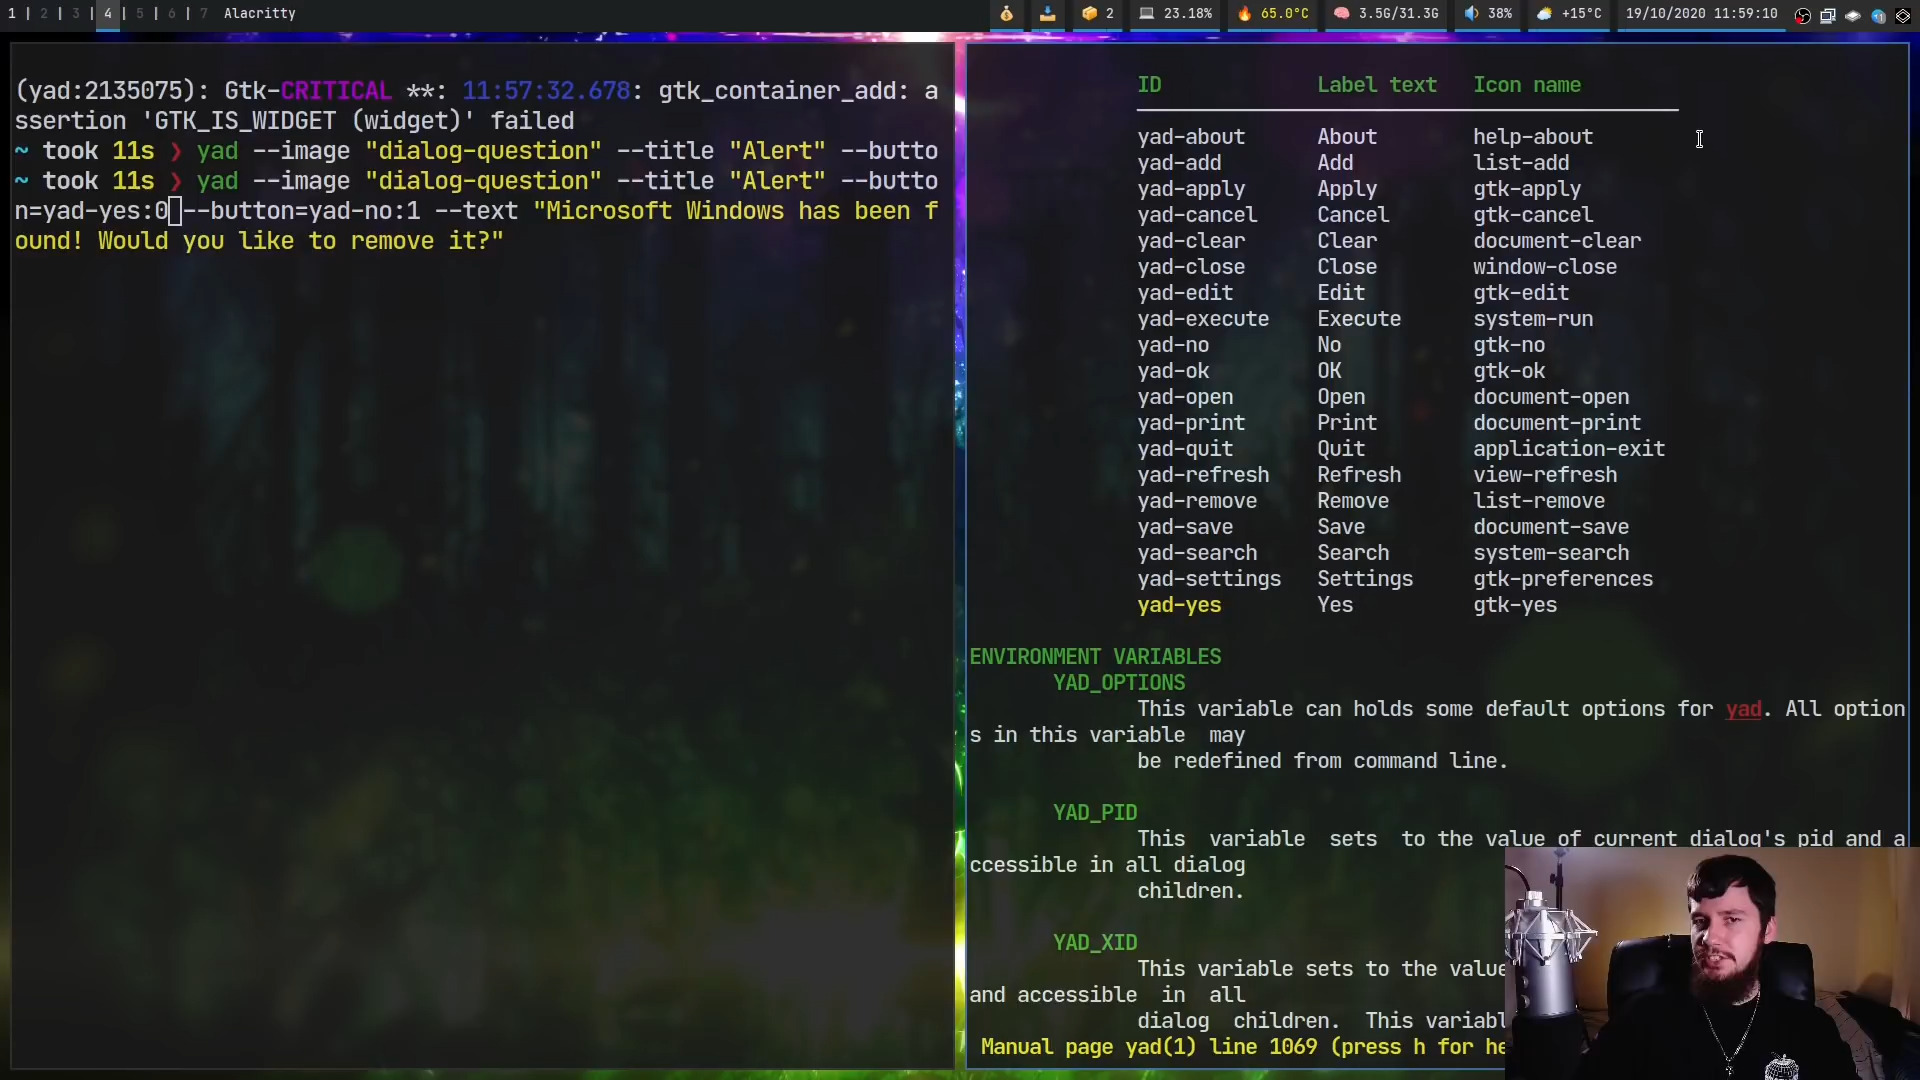 1 | 2 | 3 | 4 | 5 | 6 | 7 Alacritty
2 23.18% 65.0°C 3.5G/31.3G 38% +15°C 19/10/2020 11:59:10
(yad:2135075): Gtk-CRITICAL **: 11:57:32.678: gtk_container_add: a
ssertion 'GTK_IS_WIDGET (widget)' failed
~ took 11s ❯ yad --image "dialog-question" --title "Alert" --butto
~ took 11s ❯ yad --image "dialog-question" --title "Alert" --butto
n=yad-yes:0 --button=yad-no:1 --text "Microsoft Windows has been f
ound! Would you like to remove it?"
ID Label text Icon name
yad-about About help-about
yad-add Add list-add
yad-apply Apply gtk-apply
yad-cancel Cancel gtk-cancel
yad-clear Clear document-clear
yad-close Close window-close
yad-edit Edit gtk-edit
yad-execute Execute system-run
yad-no No gtk-no
yad-ok OK gtk-ok
yad-open Open document-open
yad-print Print document-print
yad-quit Quit application-exit
yad-refresh Refresh view-refresh
yad-remove Remove list-remove
yad-save Save document-save
yad-search Search system-search
yad-settings Settings gtk-preferences
yad-yes Yes gtk-yes
ENVIRONMENT VARIABLES
YAD_OPTIONS
This variable can holds some default options for yad. All option
s in this variable may
be redefined from command line.
YAD_PID
This variable sets to the value of current dialog's pid and a
ccessible in all dialog
children.
YAD_XID
This variable sets to the value
and accessible in all
dialog children. This variabl
Manual page yad(1) line 1069 (press h for he